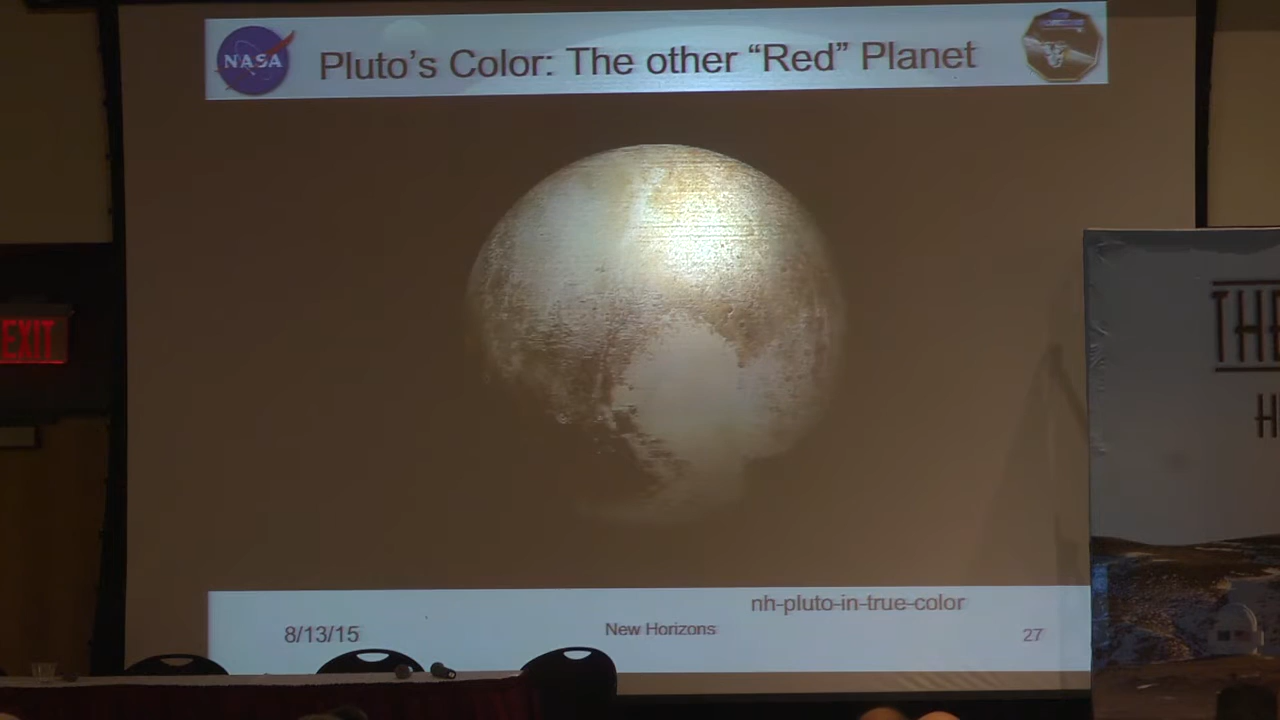 NASA
Pluto's Color: The other “Red” Planet
EXIT
THE
H
nh-pluto-in-true-color
8/13/15
New Horizons
27